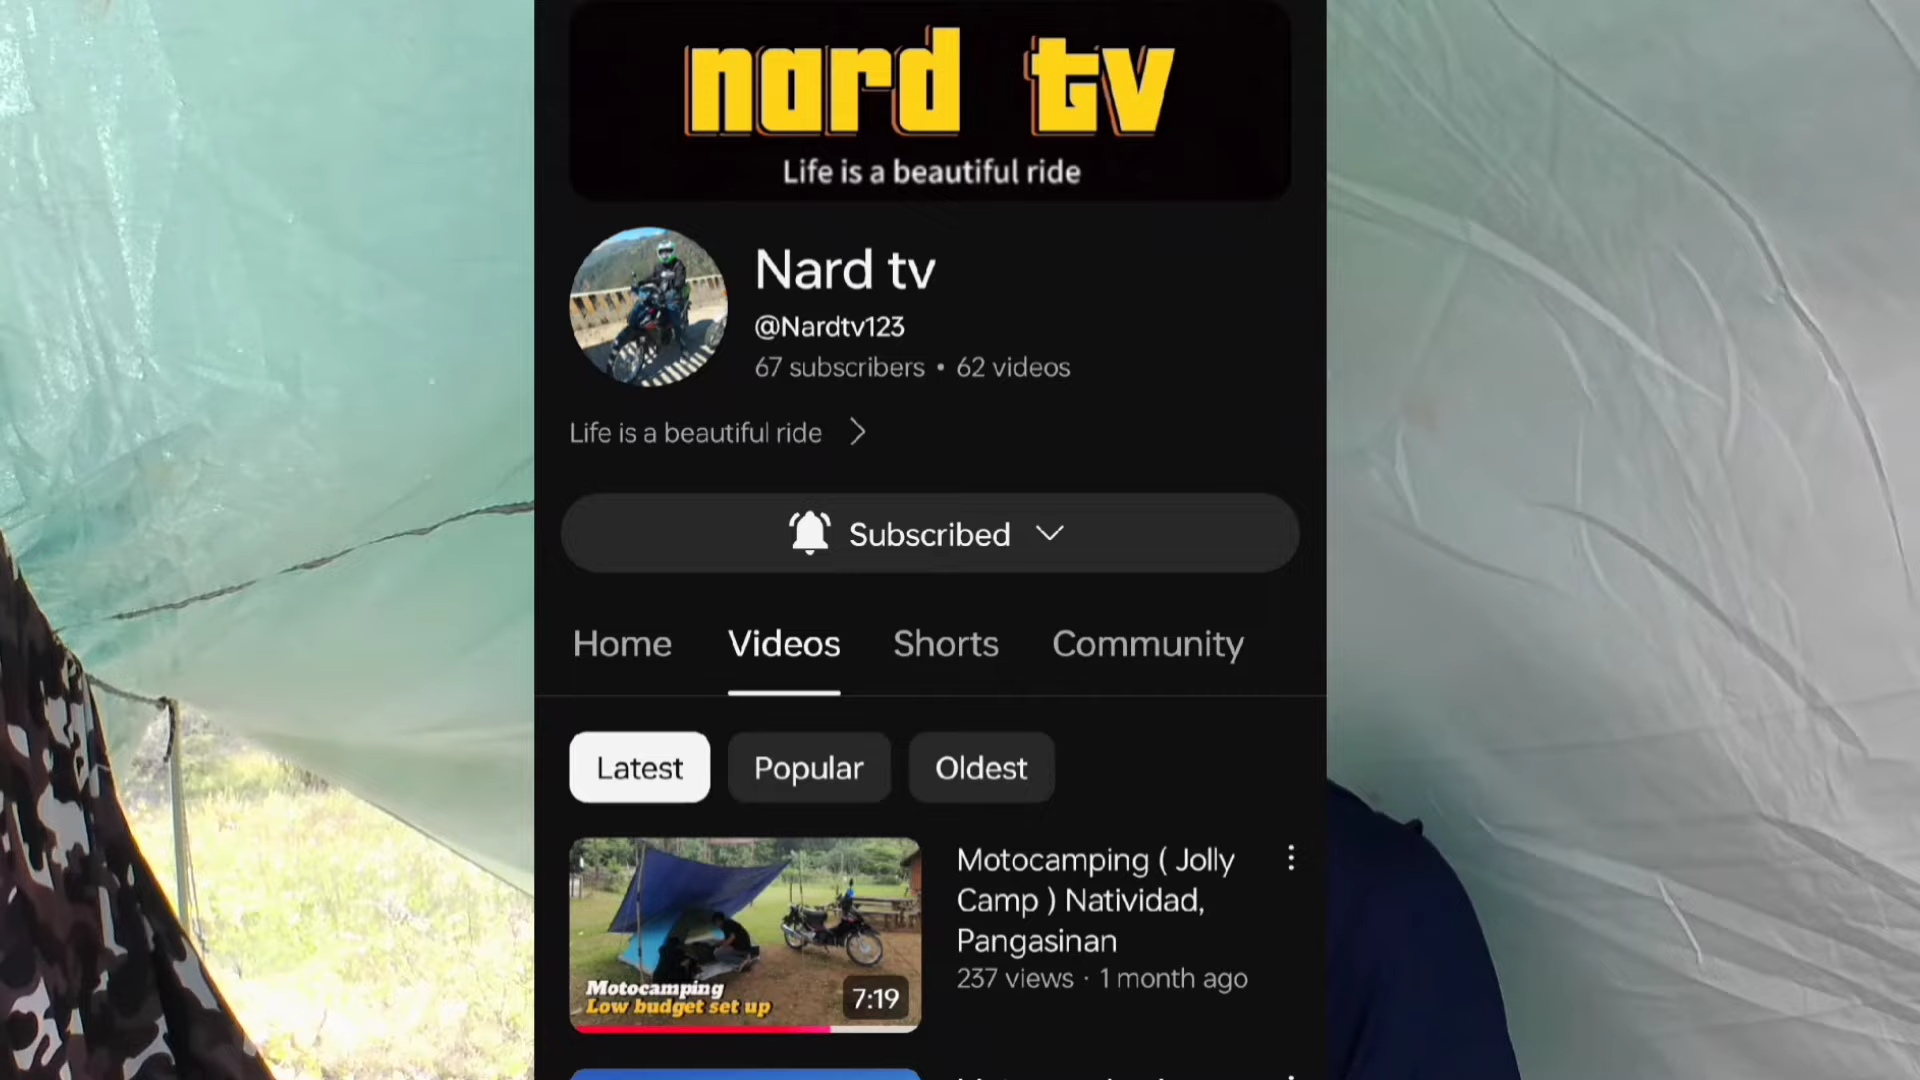 nard tv
Life is a beautiful ride
Nard tv
@Nardtv123
67 subscribers • 62 videos
Life is a beautiful ride
Subscribed
Home Videos Shorts Community
Latest Popular Oldest
Motocamping ( Jolly
Camp ) Natividad,
Pangasinan
237 views · 1 month ago
Motocamping
Low budget set up
7:19